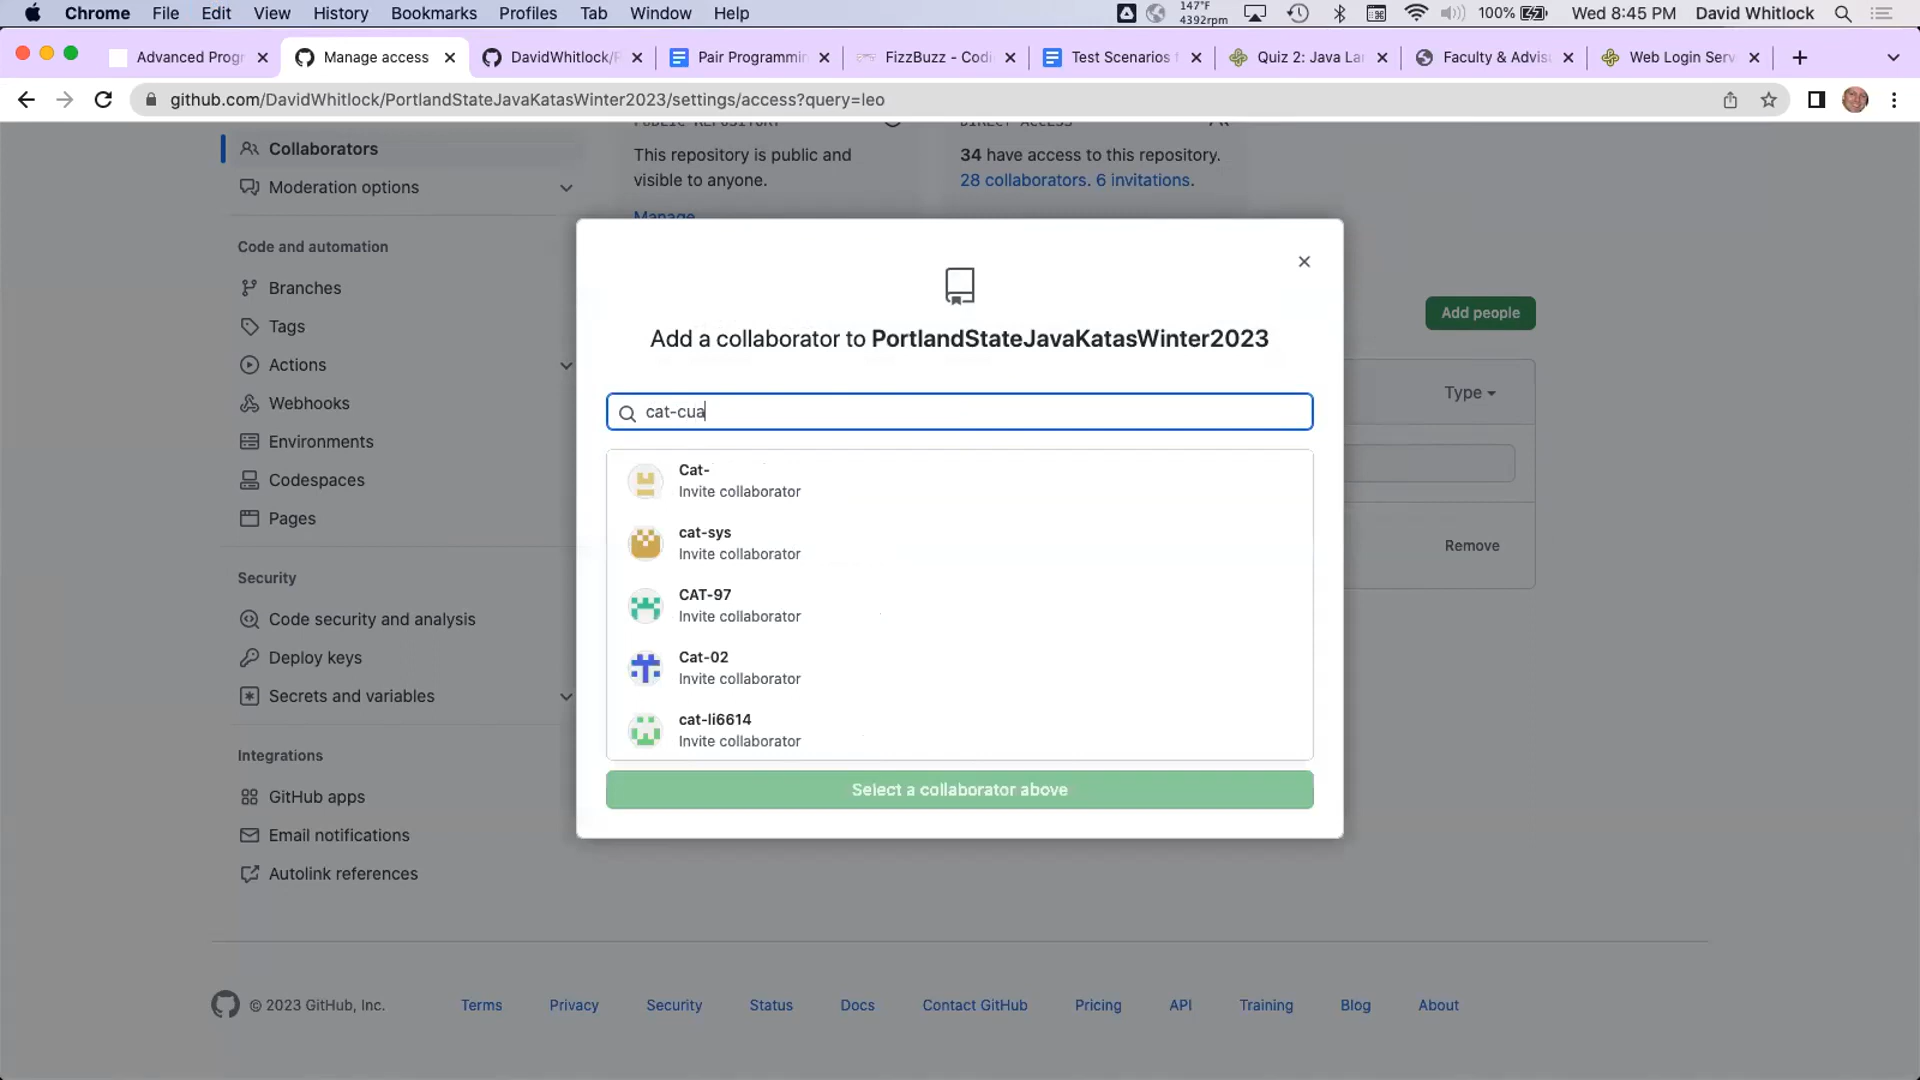 Chrome File Edit View History Bookmarks Profiles Tab Window Help 147°F 4392rpm 100% Wed 8:45 PM David Whitlock
Advanced Progr Manage access DavidWhitlock/P Pair Programmin FizzBuzz - Codi Test Scenarios f Quiz 2: Java Lan Faculty & Advis Web Login Serv
github.com/DavidWhitlock/PortlandStateJavaKatasWinter2023/settings/access?query=leo
PUBLIC REPOSITORY DIRECT ACCESS
Collaborators
This repository is public and
visible to anyone.
34 have access to this repository.
28 collaborators. 6 invitations.
Manage
Moderation options
Code and automation
Branches
Tags
Actions
Webhooks
Environments
Codespaces
Pages
Security
Code security and analysis
Deploy keys
Secrets and variables
Integrations
GitHub apps
Email notifications
Autolink references
Add people
Type
Remove
Add a collaborator to PortlandStateJavaKatasWinter2023
cat-cua
Cat-
Invite collaborator
cat-sys
Invite collaborator
CAT-97
Invite collaborator
Cat-02
Invite collaborator
cat-li6614
Invite collaborator
Select a collaborator above
© 2023 GitHub, Inc. Terms Privacy Security Status Docs Contact GitHub Pricing API Training Blog About